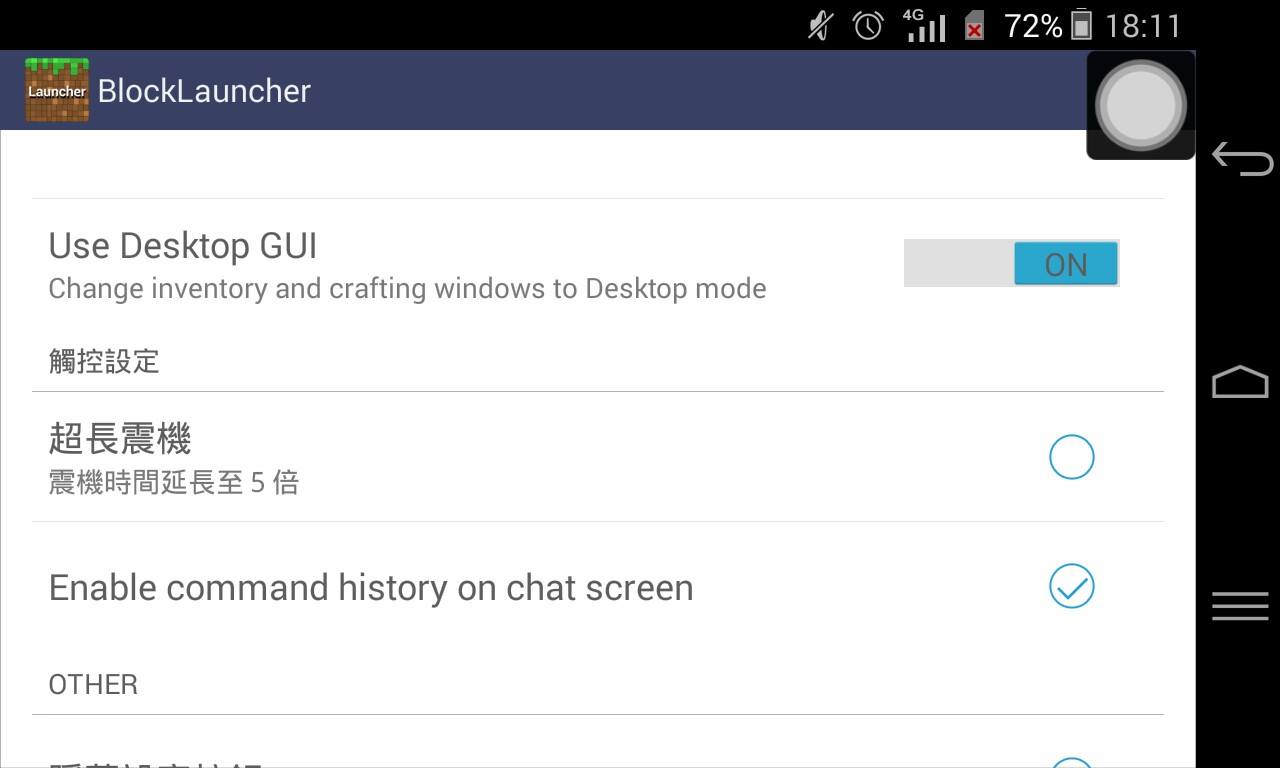 4G 72% 18:11
Launcher BlockLauncher
Use Desktop GUI
ON
Change inventory and crafting windows to Desktop mode
觸控設定
超長震機
震機時間延長至 5 倍
Enable command history on chat screen
OTHER